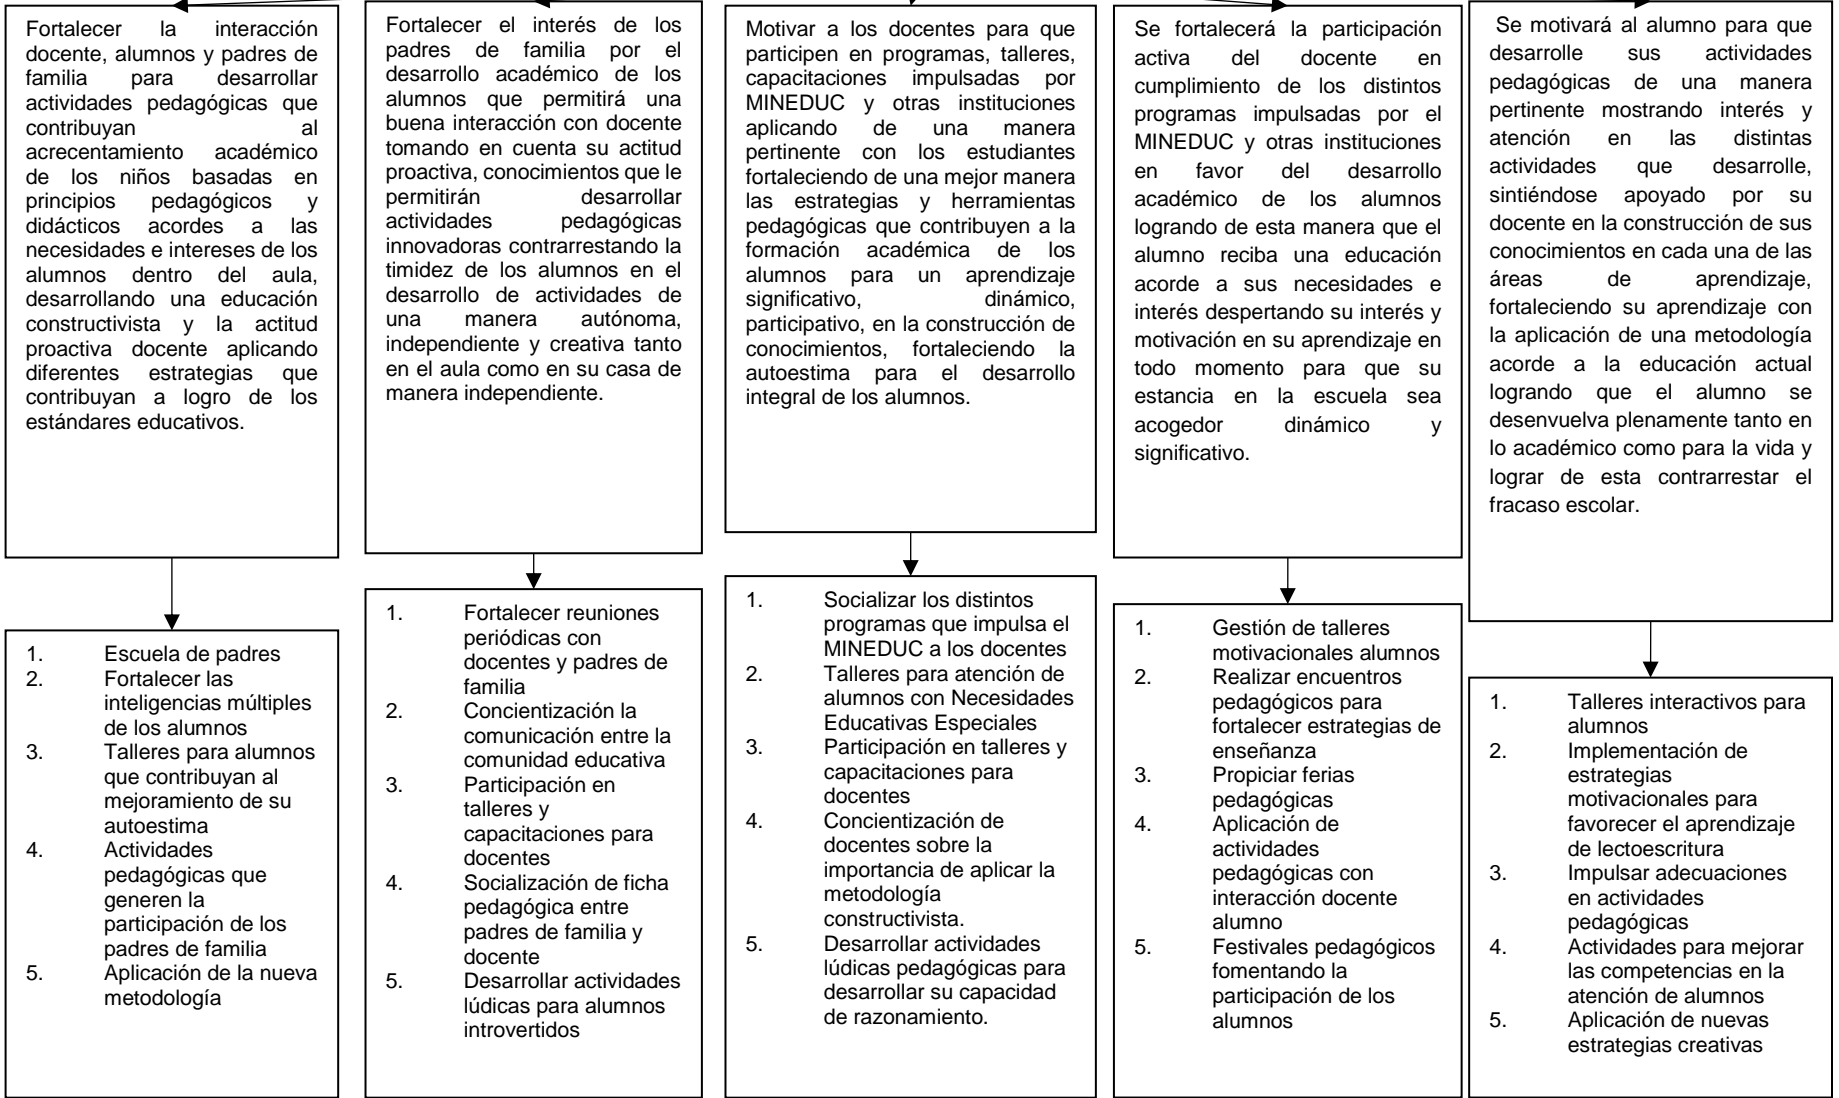 Fortalecer la interacción
docente, alumnos y padres de
familia para desarrollar
actividades pedagógicas que
contribuyan al
acrecentamiento académico
de los niños basadas en
principios pedagógicos y
didácticos acordes a las
necesidades e intereses de los
alumnos dentro del aula,
desarrollando una educación
constructivista y la actitud
proactiva docente aplicando
diferentes estrategias que
contribuyan a logro de los
estándares educativos.
Fortalecer el interés de los
padres de familia por el
desarrollo académico de los
alumnos que permitirá una
buena interacción con docente
tomando en cuenta su actitud
proactiva, conocimientos que le
permitirán desarrollar
actividades pedagógicas
innovadoras contrarrestando la
timidez de los alumnos en el
desarrollo de actividades de
una manera autónoma,
independiente y creativa tanto
en el aula como en su casa de
manera independiente.
Motivar a los docentes para que
participen en programas, talleres,
capacitaciones impulsadas por
MINEDUC y otras instituciones
aplicando de una manera
pertinente con los estudiantes
fortaleciendo de una mejor manera
las estrategias y herramientas
pedagógicas que contribuyen a la
formación académica de los
alumnos para un aprendizaje
significativo, dinámico,
participativo, en la construcción de
conocimientos, fortaleciendo la
autoestima para el desarrollo
integral de los alumnos.
Se fortalecerá la participación
activa del docente en
cumplimiento de los distintos
programas impulsadas por el
MINEDUC y otras instituciones
en favor del desarrollo
académico de los alumnos
logrando de esta manera que el
alumno reciba una educación
acorde a sus necesidades e
interés despertando su interés y
motivación en su aprendizaje en
todo momento para que su
estancia en la escuela sea
acogedor dinámico y
significativo.
Se motivará al alumno para que
desarrolle sus actividades
pedagógicas de una manera
pertinente mostrando interés y
atención en las distintas
actividades que desarrolle,
sintiéndose apoyado por su
docente en la construcción de sus
conocimientos en cada una de las
áreas de aprendizaje,
fortaleciendo su aprendizaje con
la aplicación de una metodología
acorde a la educación actual
logrando que el alumno se
desenvuelva plenamente tanto en
lo académico como para la vida y
lograr de esta contrarrestar el
fracaso escolar.
1. Escuela de padres
2. Fortalecer las
inteligencias múltiples
de los alumnos
3. Talleres para alumnos
que contribuyan al
mejoramiento de su
autoestima
4. Actividades
pedagógicas que
generen la
participación de los
padres de familia
5. Aplicación de la nueva
metodología
1. Fortalecer reuniones
periódicas con
docentes y padres de
familia
2. Concientización la
comunicación entre la
comunidad educativa
3. Participación en
talleres y
capacitaciones para
docentes
4. Socialización de ficha
pedagógica entre
padres de familia y
docente
5. Desarrollar actividades
lúdicas para alumnos
introvertidos
1. Socializar los distintos
programas que impulsa el
MINEDUC a los docentes
2. Talleres para atención de
alumnos con Necesidades
Educativas Especiales
3. Participación en talleres y
capacitaciones para
docentes
4. Concientización de
docentes sobre la
importancia de aplicar la
metodología
constructivista.
5. Desarrollar actividades
lúdicas pedagógicas para
desarrollar su capacidad
de razonamiento.
1. Gestión de talleres
motivacionales alumnos
2. Realizar encuentros
pedagógicos para
fortalecer estrategias de
enseñanza
3. Propiciar ferias
pedagógicas
4. Aplicación de
actividades
pedagógicas con
interacción docente
alumno
5. Festivales pedagógicos
fomentando la
participación de los
alumnos
1. Talleres interactivos para
alumnos
2. Implementación de
estrategias
motivacionales para
favorecer el aprendizaje
de lectoescritura
3. Impulsar adecuaciones
en actividades
pedagógicas
4. Actividades para mejorar
las competencias en la
atención de alumnos
5. Aplicación de nuevas
estrategias creativas